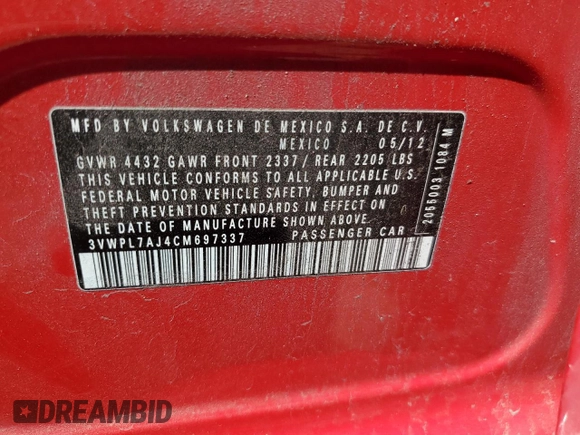 MFD BY VOLKSWAGEN DE MEXICO S.A. DE C.V.
MEXICO 05/12
GVWR 4432 GAWR FRONT 2337/ REAR 2205 LBS
THIS VEHICLE CONFORMS TO ALL APPLICABLE U.S.
FEDERAL MOTOR VEHICLE SAFETY, BUMPER AND
THEFT PREVENTION STANDARDS IN EFFECT ON
THE DATE OF MANUFACTURE SHOWN ABOVE.
3VWPL7AJ4CM697337 PASSENGER CAR
2055003 1084 M
DREAMBID